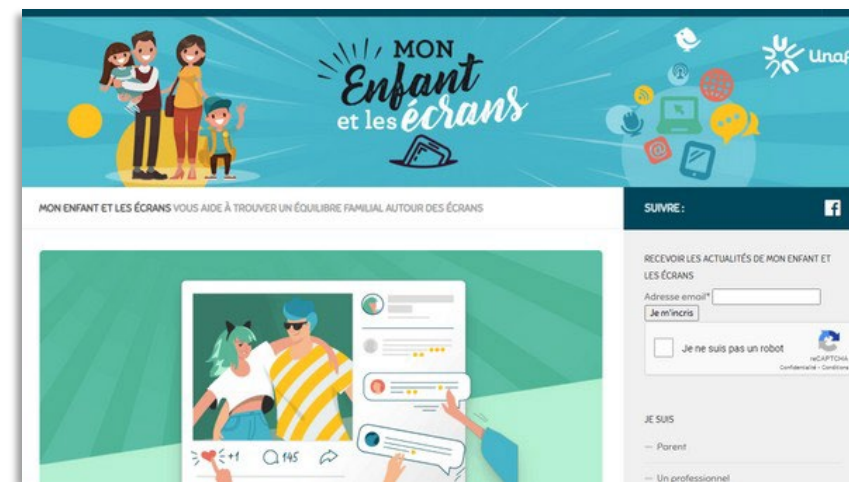 MON
Enfant
et les écrans
Unaf
MON ENFANT ET LES ÉCRANS VOUS AIDE À TROUVER UN ÉQUILIBRE FAMILIAL AUTOUR DES ÉCRANS
SUIVRE :
RECEVOIR LES ACTUALITÉS DE MON ENFANT ET
LES ÉCRANS
Adresse email*
Je m'incris
Je ne suis pas un robot
reCAPTCHA
Confidentialité - Conditions
+1
145
JE SUIS
— Parent
— Un professionnel